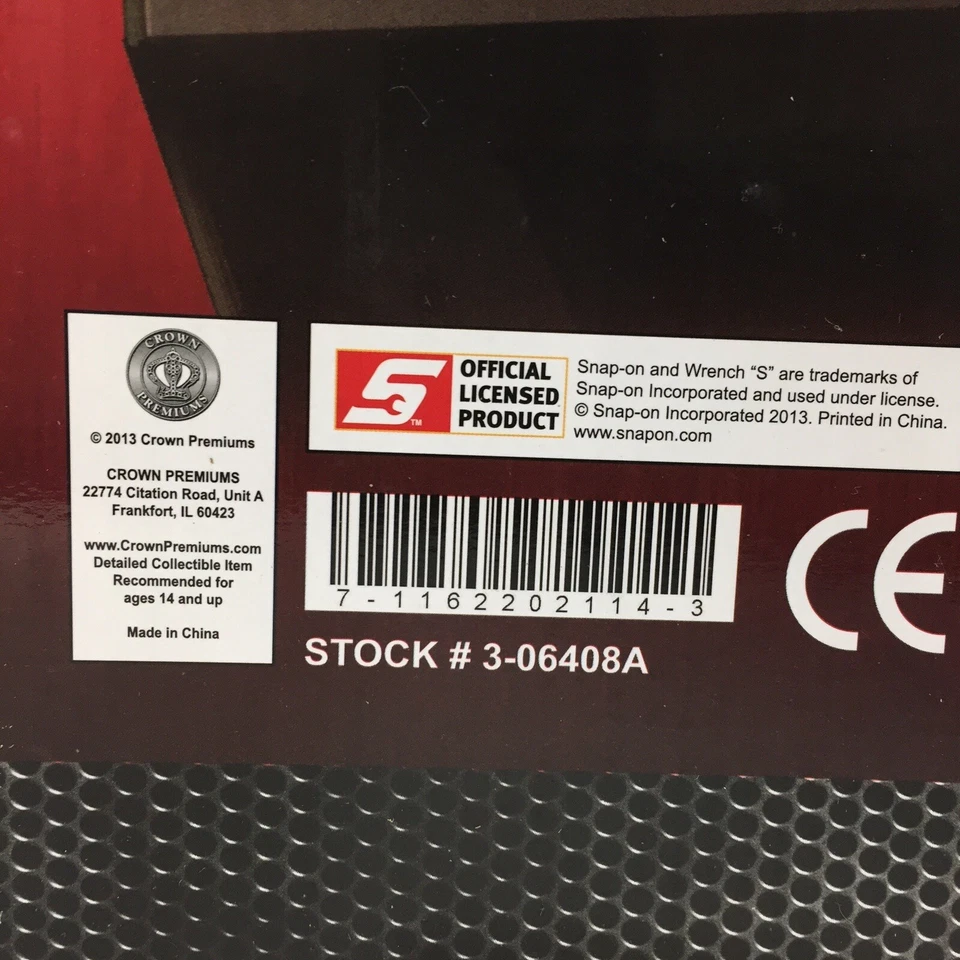 CROWN
PREMIUMS
© 2013 Crown Premiums
CROWN PREMIUMS
22774 Citation Road, Unit A
Frankfort, IL 60423
www.CrownPremiums.com
Detailed Collectible Item
Recommended for
ages 14 and up
Made in China
S TM
OFFICIAL
LICENSED
PRODUCT
Snap-on and Wrench “S” are trademarks of
Snap-on Incorporated and used under license.
© Snap-on Incorporated 2013. Printed in China.
www.snapon.com
7-1162202114-3
STOCK # 3-06408A
CE